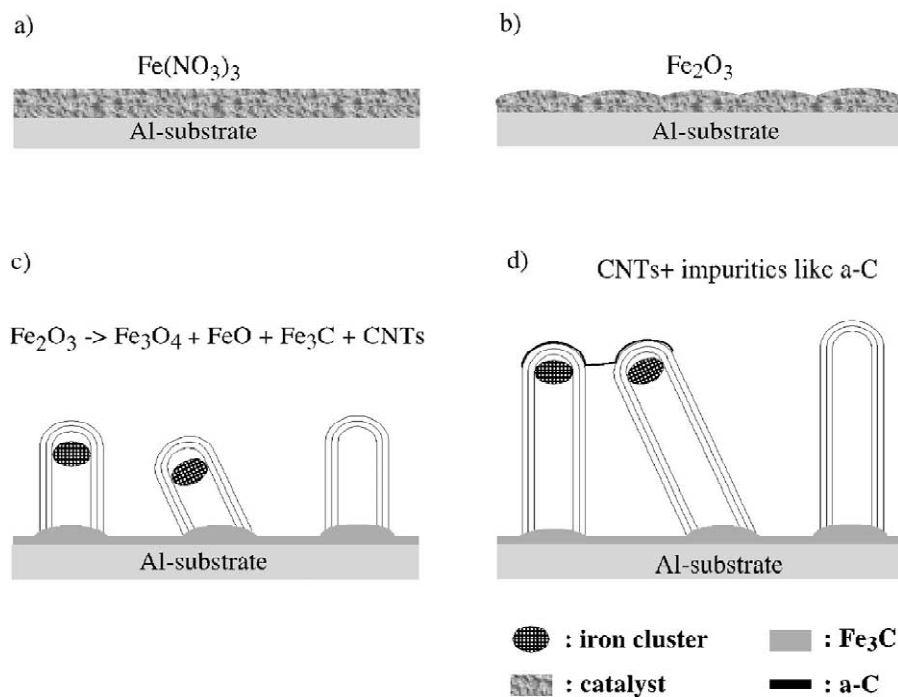 a)
Fe(NO3)3
Al-substrate
b)
Fe2O3
Al-substrate
c)
Fe2O3 -> Fe3O4 + FeO + Fe3C + CNTs
Al-substrate
d)
CNTs+ impurities like a-C
Al-substrate
: iron cluster
: Fe3C
: catalyst
: a-C